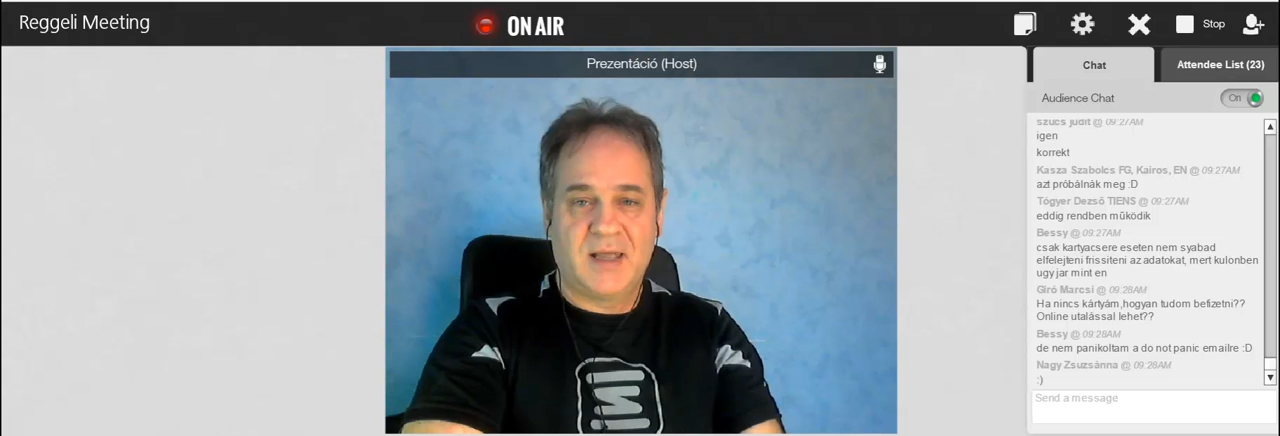 Reggeli Meeting
ON AIR
Stop
Prezentáció (Host)
Chat
Attendee List (23)
Audience Chat
On
szücs judit @ 09:27AM
igen
korrekt
Kasza Szabolcs FG, Kairos, EN @ 09:27AM
azt próbálnák meg :D
Tógyer Dezső TIENS @ 09:27AM
eddig rendben működik
Bessy @ 09:27AM
csak kartyacsere eseten nem syabad
elfelejteni frissiteni az adatokat, mert kulonben
ugy jar mint en
Giró Marcsi @ 09:28AM
Ha nincs kártyám,hogyan tudom befizetni??
Online utalással lehet??
Bessy @ 09:28AM
de nem panikoltam a do not panic emailre :D
Nagy Zsuzsánna @ 09:28AM
:)
Send a message